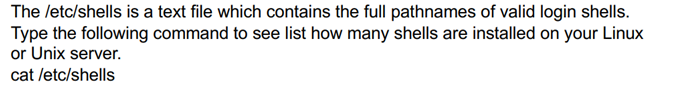 The /etc/shells is a text file which contains the full pathnames of valid login shells.
Type the following command to see list how many shells are installed on your Linux
or Unix server.
cat /etc/shells